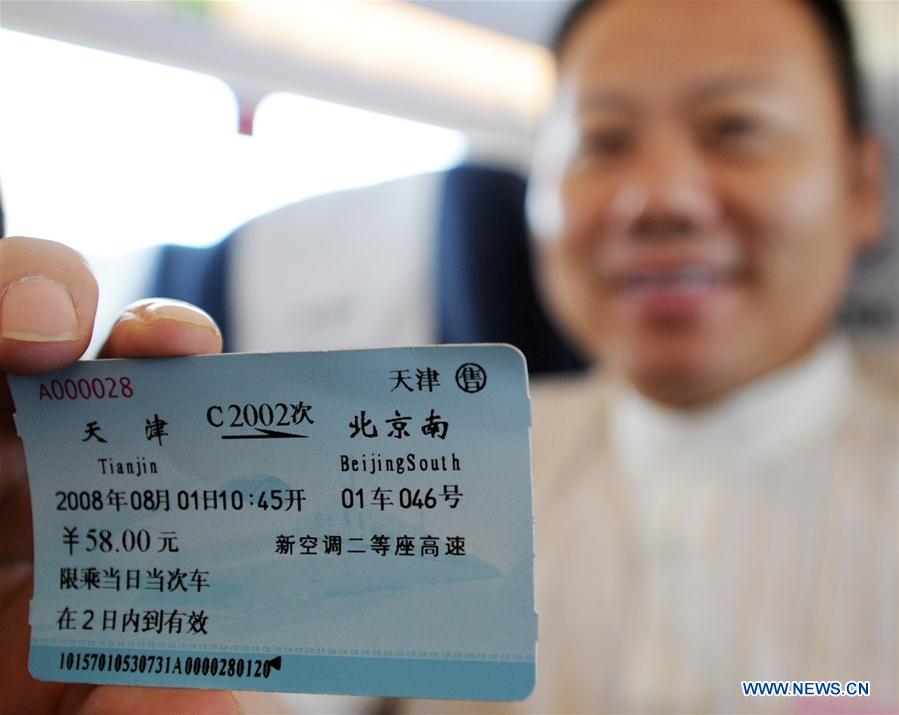 A000028 天津 售
天 津 C2002次 北京南
Tianjin BeijingSouth
2008年08月01日10:45开 01车046号
￥58.00元 新空调二等座高速
限乘当日当次车
在2日内到有效
10157010530731A0000280120
WWW.NEWS.CN